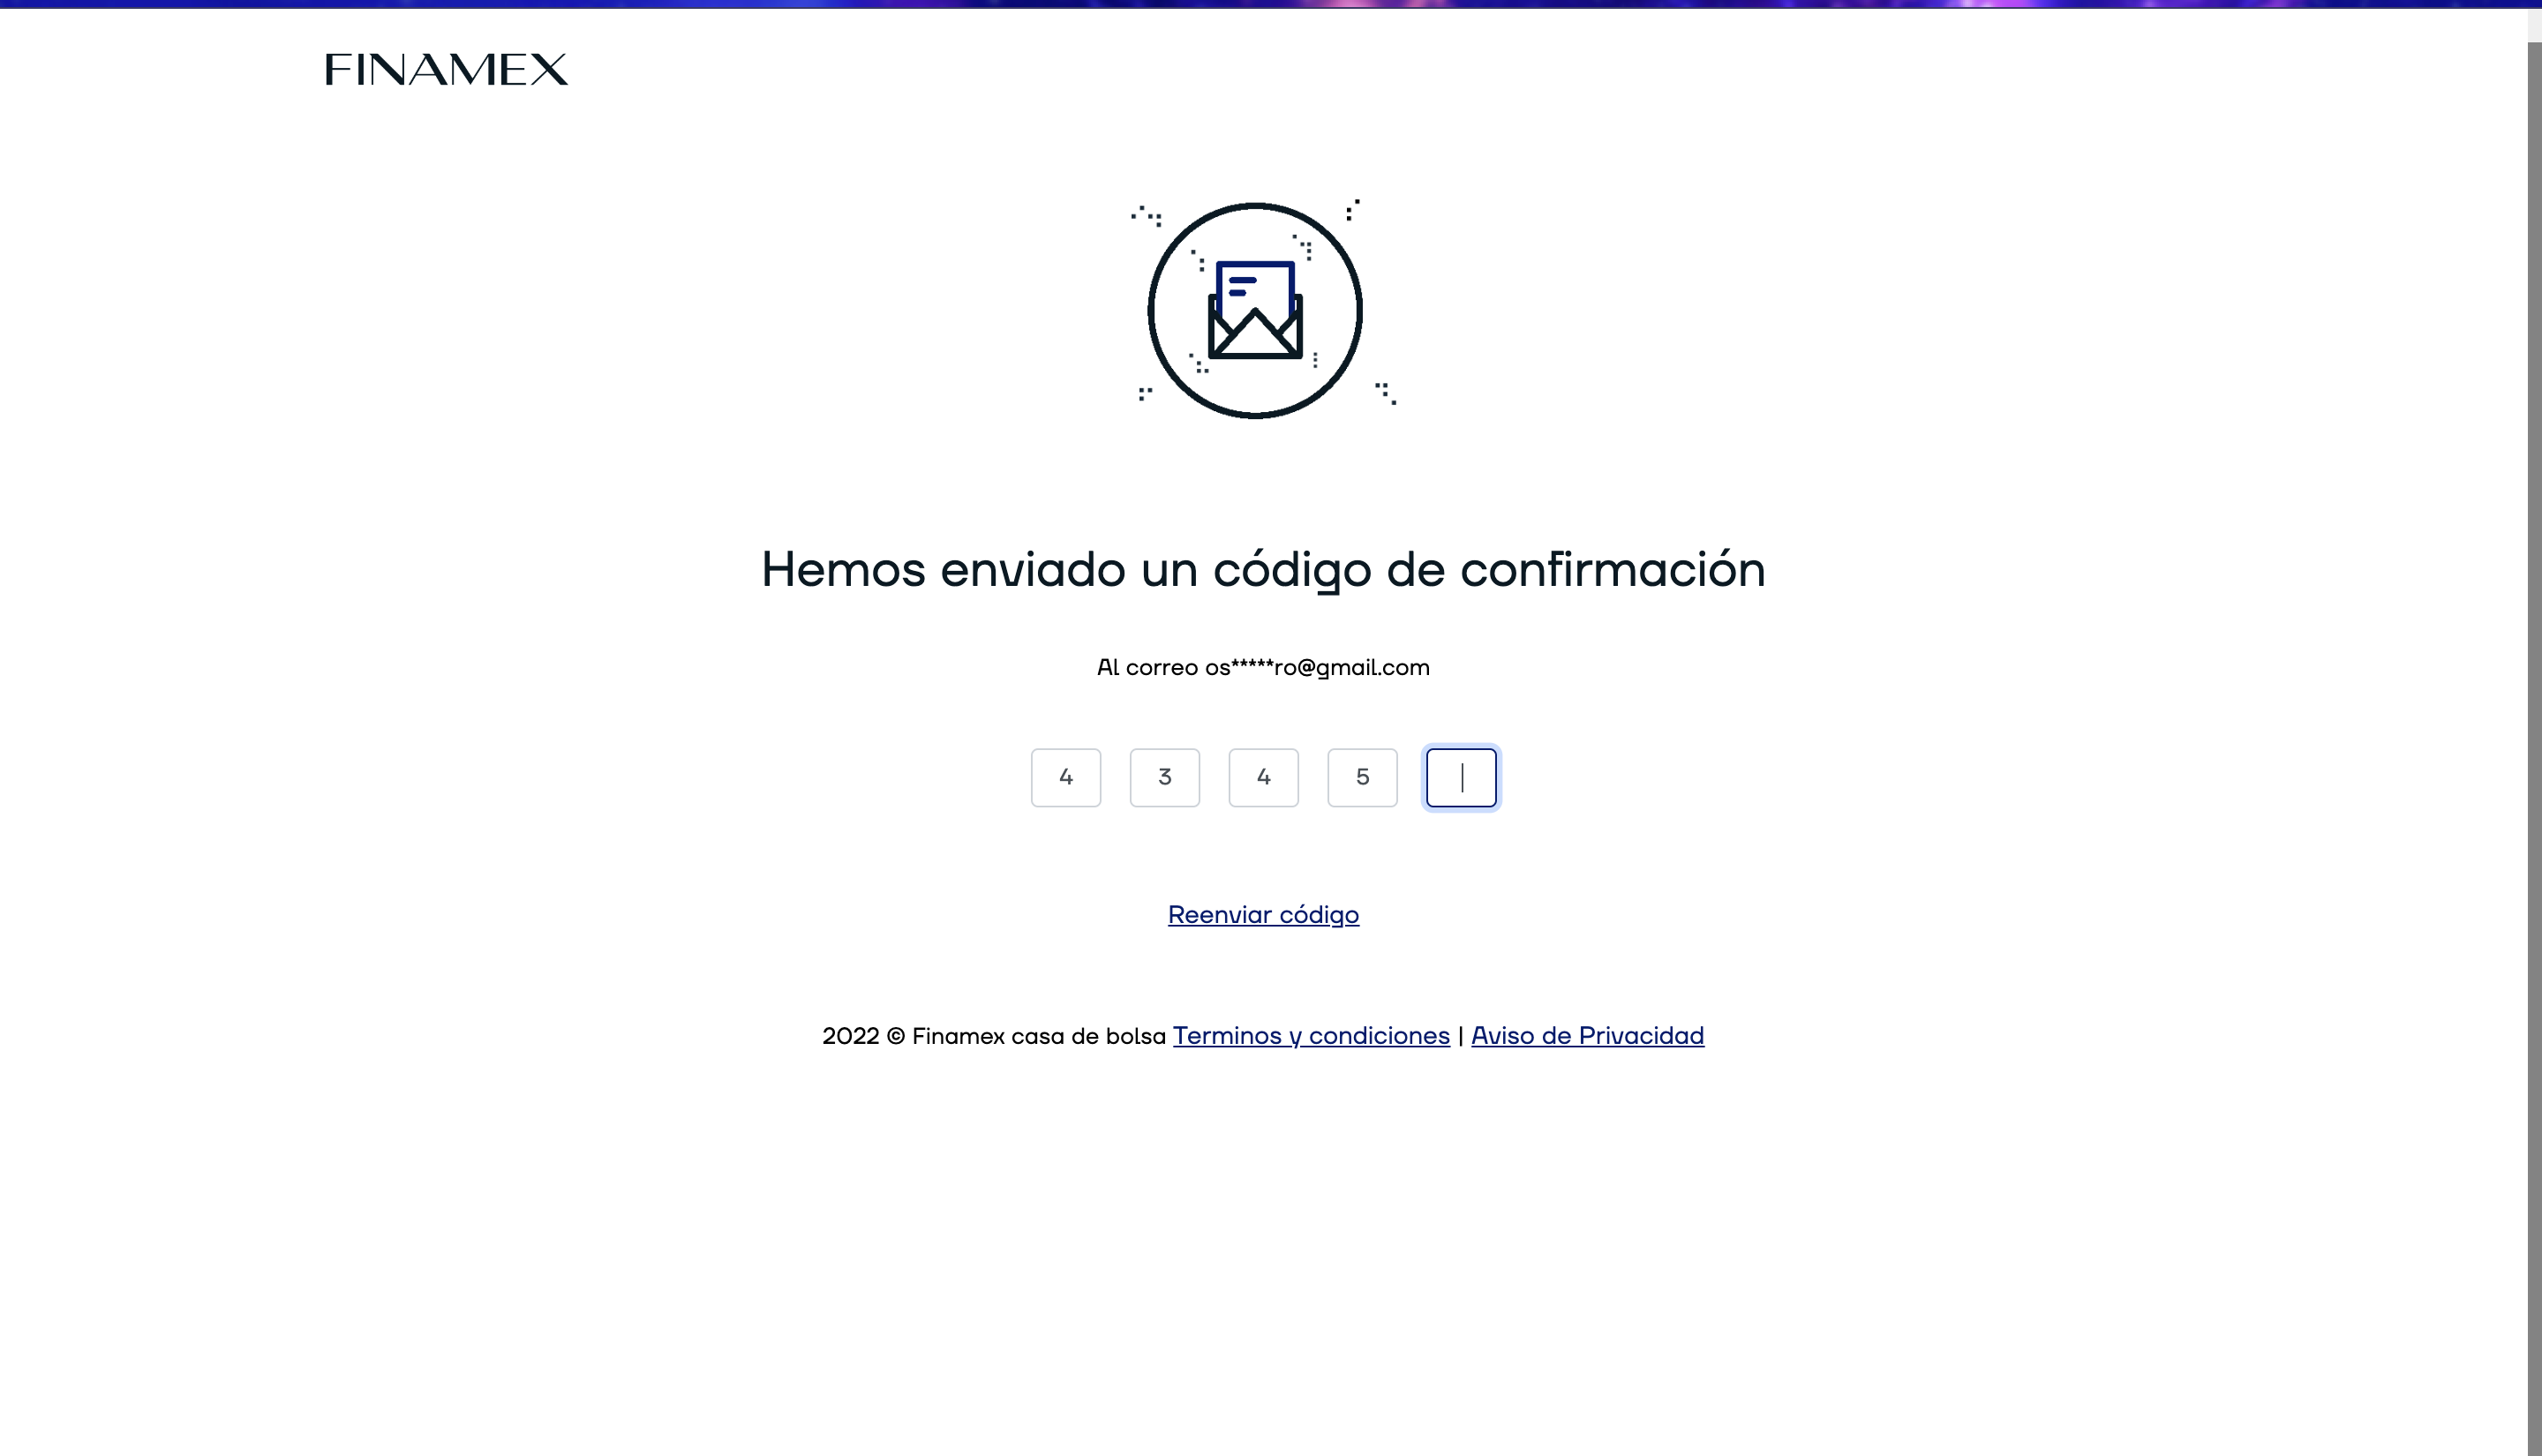 FINAMEX
Hemos enviado un código de confirmación
Al correo os*****ro@gmail.com
4 3 4 5
Reenviar código
2022 © Finamex casa de bolsa Terminos y condiciones | Aviso de Privacidad